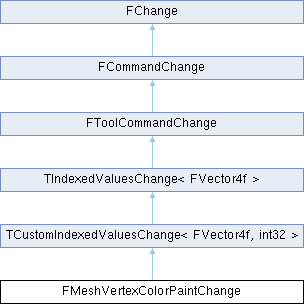 FChange
FCommandChange
FToolCommandChange
TIndexedValuesChange< FVector4f >
TCustomIndexedValuesChange< FVector4f, int32 >
FMeshVertexColorPaintChange